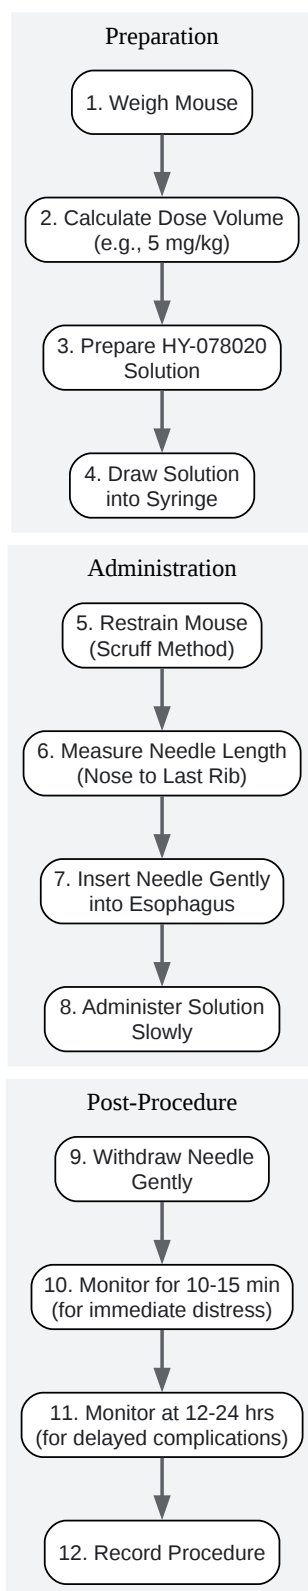 Preparation
1. Weigh Mouse
2. Calculate Dose Volume
(e.g., 5 mg/kg)
3. Prepare HY-078020
Solution
4. Draw Solution
into Syringe
Administration
5. Restrain Mouse
(Scruff Method)
6. Measure Needle Length
(Nose to Last Rib)
7. Insert Needle Gently
into Esophagus
8. Administer Solution
Slowly
Post-Procedure
9. Withdraw Needle
Gently
10. Monitor for 10-15 min
(for immediate distress)
11. Monitor at 12-24 hrs
(for delayed complications)
12. Record Procedure